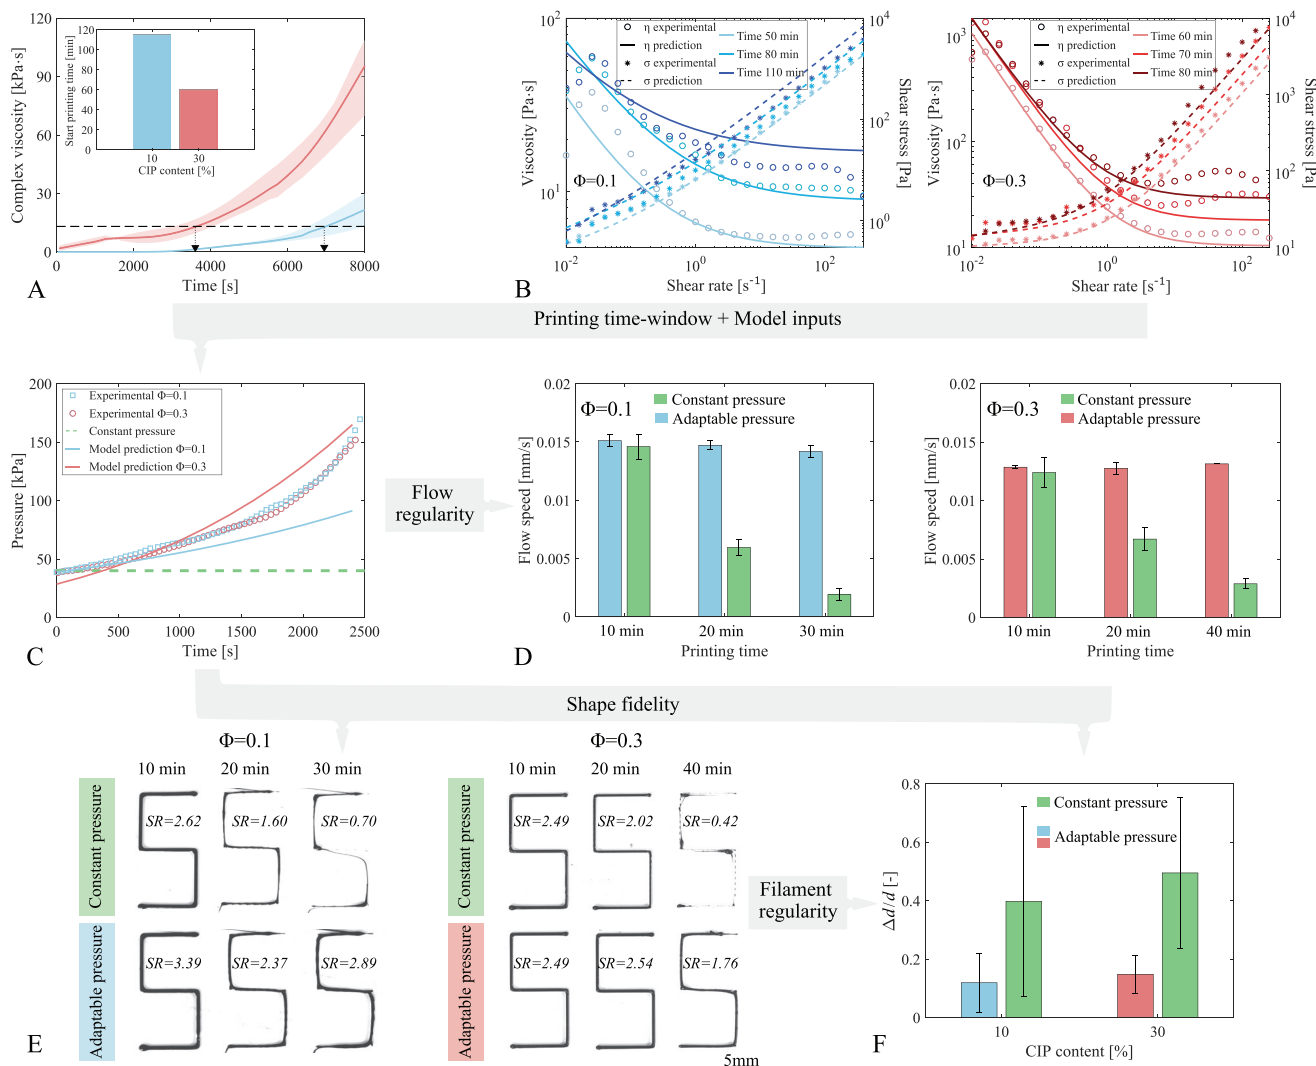 Complex viscosity [kPa·s]
120
90
60
30
0
0
2000
4000
6000
8000
Time [s]
A
Start printing time [min]
120
100
80
60
40
20
0
10
30
CIP content [%]
Viscosity [Pa·s]
10²
10¹
η experimental
η prediction
σ experimental
σ prediction
Time 50 min
Time 80 min
Time 110 min
Φ=0.1
10⁴
10²
10⁰
Shear stress [Pa]
10⁻²
10⁰
10²
Shear rate [s⁻¹]
B
Viscosity [Pa·s]
10³
10²
10¹
η experimental
η prediction
σ experimental
σ prediction
Time 60 min
Time 70 min
Time 80 min
Φ=0.3
10⁴
10³
10²
10¹
Shear stress [Pa]
10⁻²
10⁰
10²
Shear rate [s⁻¹]
Printing time-window + Model inputs
Pressure [kPa]
200
150
100
50
0
Experimental Φ=0.1
Experimental Φ=0.3
Constant pressure
Model prediction Φ=0.1
Model prediction Φ=0.3
0
500
1000
1500
2000
2500
Time [s]
C
Flow
regularity
Flow speed [mm/s]
0.02
0.015
0.01
0.005
0
Φ=0.1
Constant pressure
Adaptable pressure
10 min
20 min
30 min
Printing time
D
Flow speed [mm/s]
0.02
0.015
0.01
0.005
0
Φ=0.3
Constant pressure
Adaptable pressure
10 min
20 min
40 min
Printing time
Shape fidelity
Φ=0.1
10 min
20 min
30 min
Φ=0.3
10 min
20 min
40 min
Constant pressure
SR=2.62
SR=1.60
SR=0.70
Constant pressure
SR=2.49
SR=2.02
SR=0.42
Adaptable pressure
SR=3.39
SR=2.37
SR=2.89
Adaptable pressure
SR=2.49
SR=2.54
SR=1.76
5mm
E
Filament
regularity
Δd/d [-]
0.8
0.6
0.4
0.2
0
Constant pressure
Adaptable pressure
10
30
CIP content [%]
F